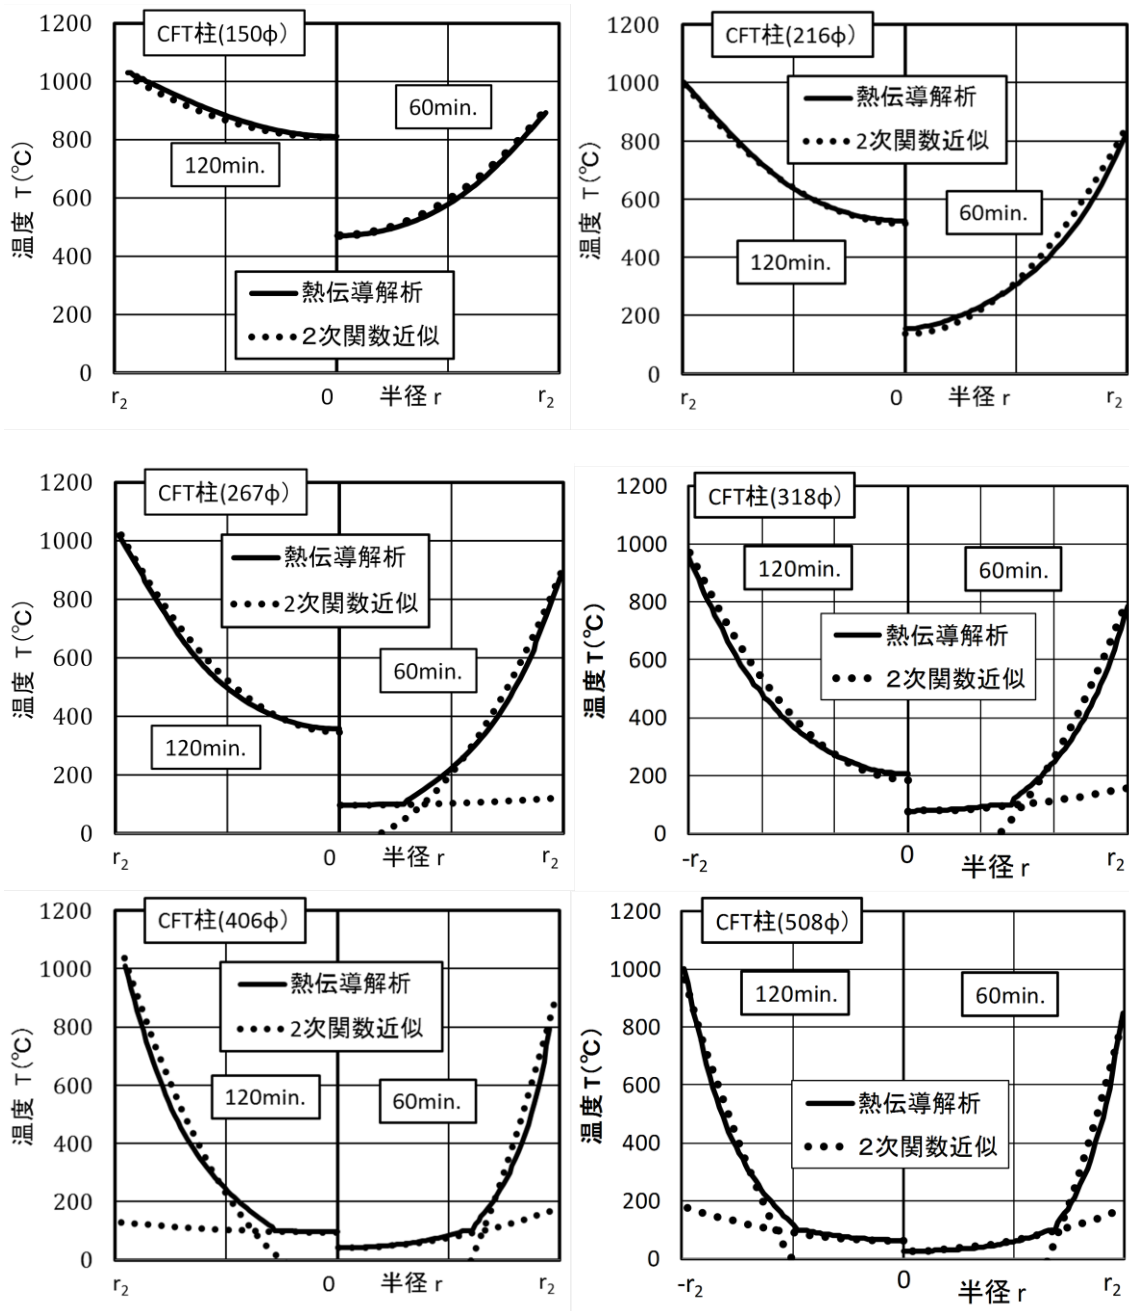 CFT柱(150φ)
1200
1000
800
600
400
200
0
温度 T(℃)
60min.
120min.
熱伝導解析
2次関数近似
r2
0
半径 r
r2
CFT柱(216φ)
1200
1000
800
600
400
200
0
温度 T(℃)
熱伝導解析
2次関数近似
60min.
120min.
r2
0
半径 r
r2
CFT柱(267φ)
1200
1000
800
600
400
200
0
温度 T(℃)
熱伝導解析
2次関数近似
60min.
120min.
r2
0
半径 r
r2
CFT柱(318φ)
1200
1000
800
600
400
200
0
温度 T(℃)
120min.
60min.
熱伝導解析
2次関数近似
-r2
0
半径 r
r2
CFT柱(406φ)
1200
1000
800
600
400
200
0
温度 T(℃)
熱伝導解析
2次関数近似
120min.
60min.
r2
0
半径 r
r2
CFT柱(508φ)
1200
1000
800
600
400
200
0
温度 T(℃)
120min.
60min.
熱伝導解析
2次関数近似
-r2
0
半径 r
r2